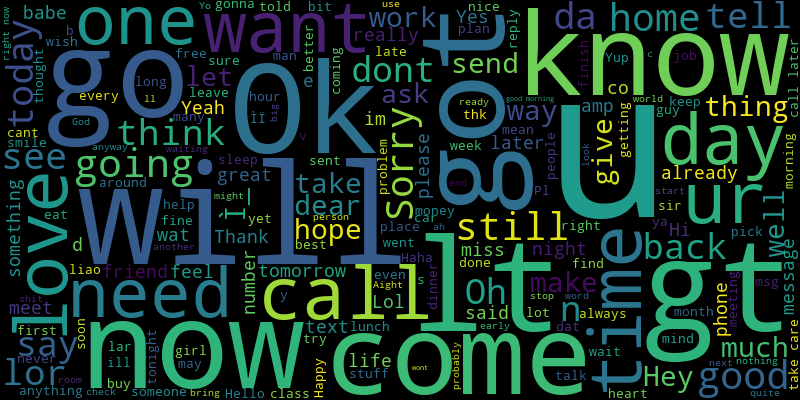 Yo gonna told bit use
right now babe one want work Yes nice plan
da home tell
today b wish thought go free sure man really late better dont send reply know job finish
let leave e coming Yup co c call later
every long ll Ok ask
God Yeah hour many big im ready thk good morning way amp world keep thing
cant smile think v problem week mean guy
see anyway waiting sorry please later people give getting look day morning
going great sleep sent got u already
something love eat around take dear car Pl start ur
will help might yet hope money still sir pick well
fine person place right ya Hi
d wat Thank best went ah miss night back message
liao friend feel another tomorrow Haha lt Oh done find gt
meet need number call even s make time month msg
shit y Aight Lol dinner said stop word phone meeting
first soon now text lunch come lot always n mind take care
say lar girl try early dat wait much
never ill may tonight life probably talk Hey next nothing
lor room buy stuff wont heart good
anything check someone bring Hello class Happy quite